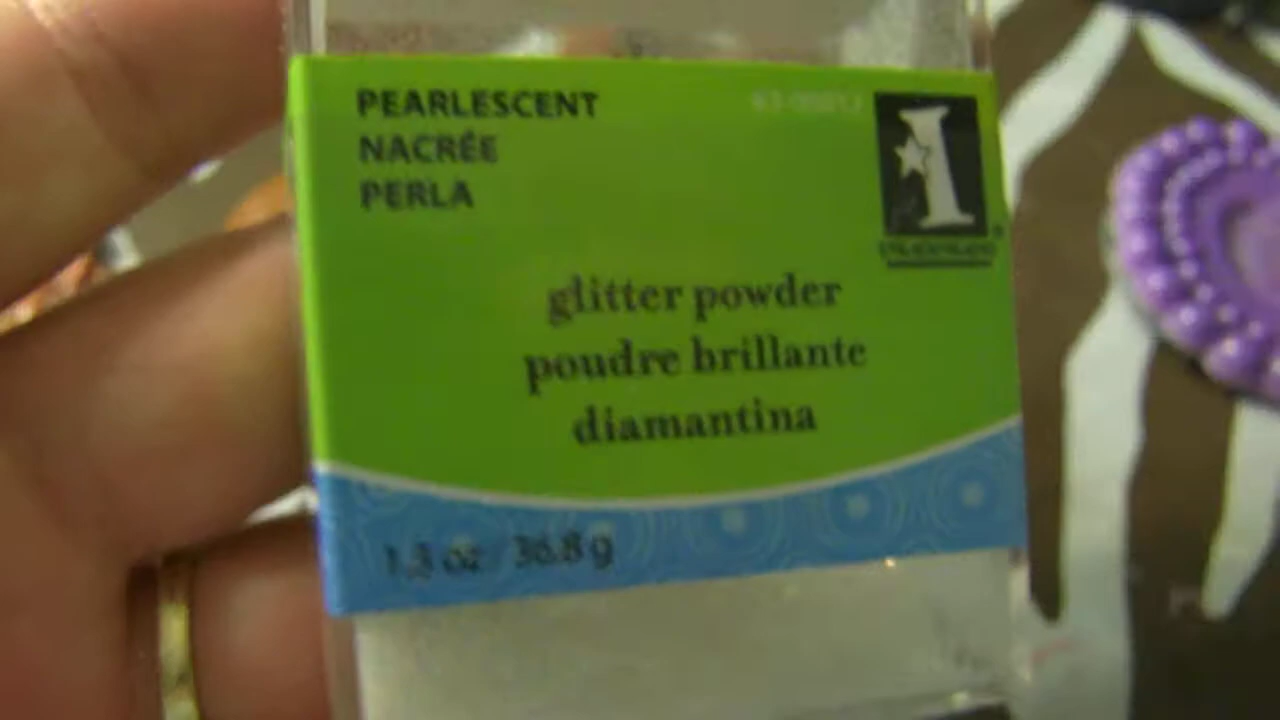 PEARLESCENT
NACRÉE
PERLA
glitter powder
poudre brillante
diamantina
1.3 oz 36.8 g